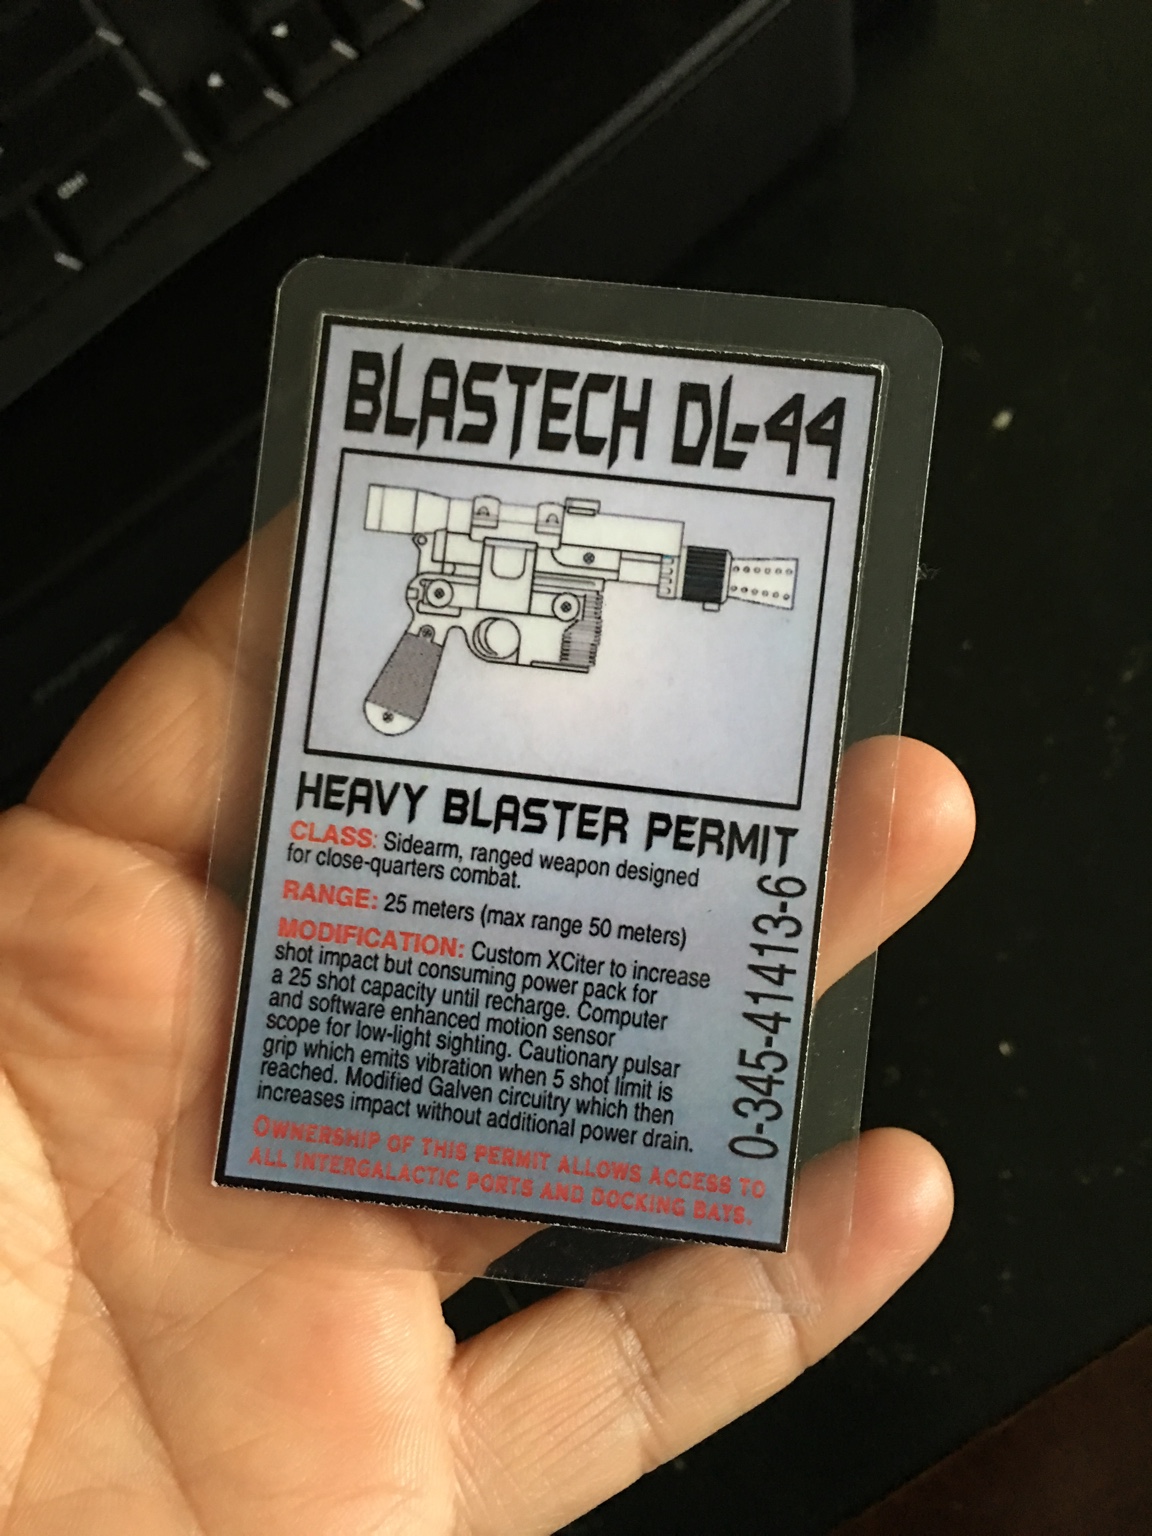 BLASTECH DL-44
HEAVY BLASTER PERMIT
CLASS: Sidearm, ranged weapon designed
for close-quarters combat.
RANGE: 25 meters (max range 50 meters)
MODIFICATION: Custom XCiter to increase
shot impact but consuming power pack for
a 25 shot capacity until recharge. Computer
and software enhanced motion sensor
scope for low-light sighting. Cautionary pulsar
grip which emits vibration when 5 shot limit is
reached. Modified Galven circuitry which then
increases impact without additional power drain.
OWNERSHIP OF THIS PERMIT ALLOWS ACCESS TO
ALL INTERGALACTIC PORTS AND DOCKING BAYS.
0-345-41413-6
Ctrl